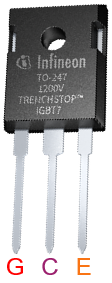 Infineon
TO-247
1200V
TRENCHSTOP™
IGBT7
G C E